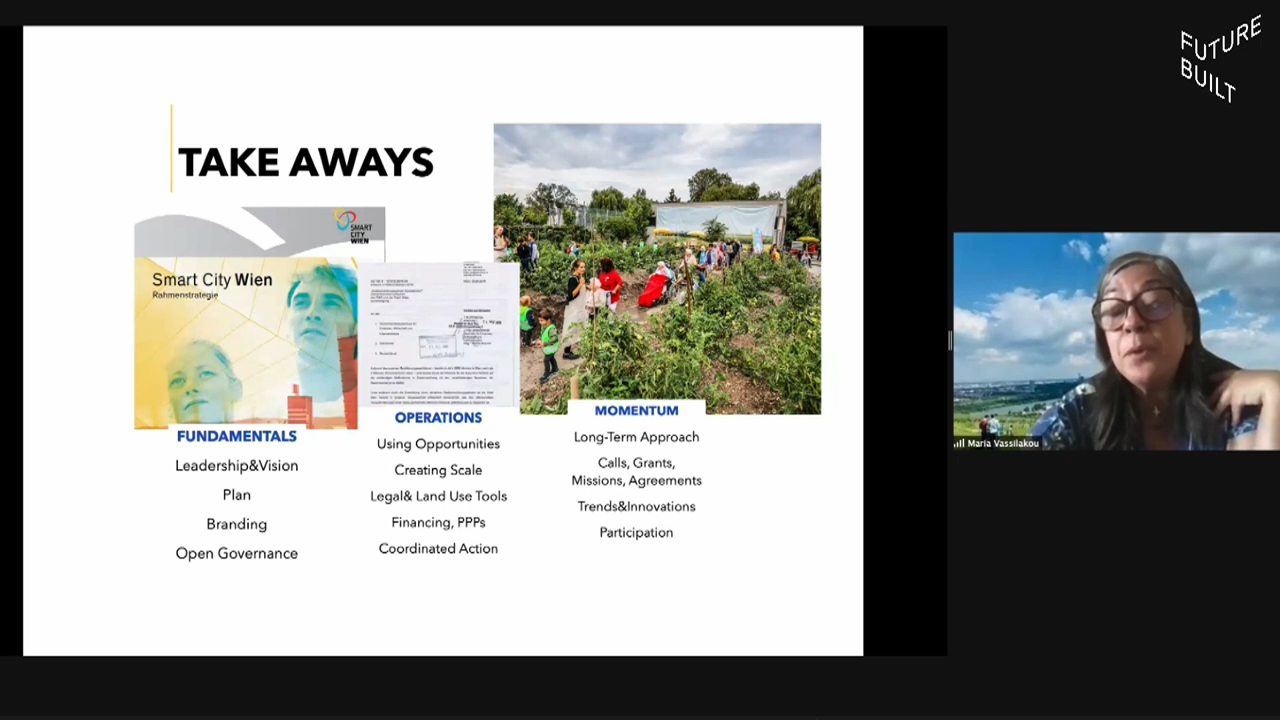 FUTURE
BUILT
TAKE AWAYS
SMART
CITY
WIEN
Smart City Wien
Rahmenstrategie
FUNDAMENTALS
Leadership&Vision
Plan
Branding
Open Governance
OPERATIONS
Using Opportunities
Creating Scale
Legal& Land Use Tools
Financing, PPPs
Coordinated Action
MOMENTUM
Long-Term Approach
Calls, Grants,
Missions, Agreements
Trends&Innovations
Participation
Maria Vassilakou